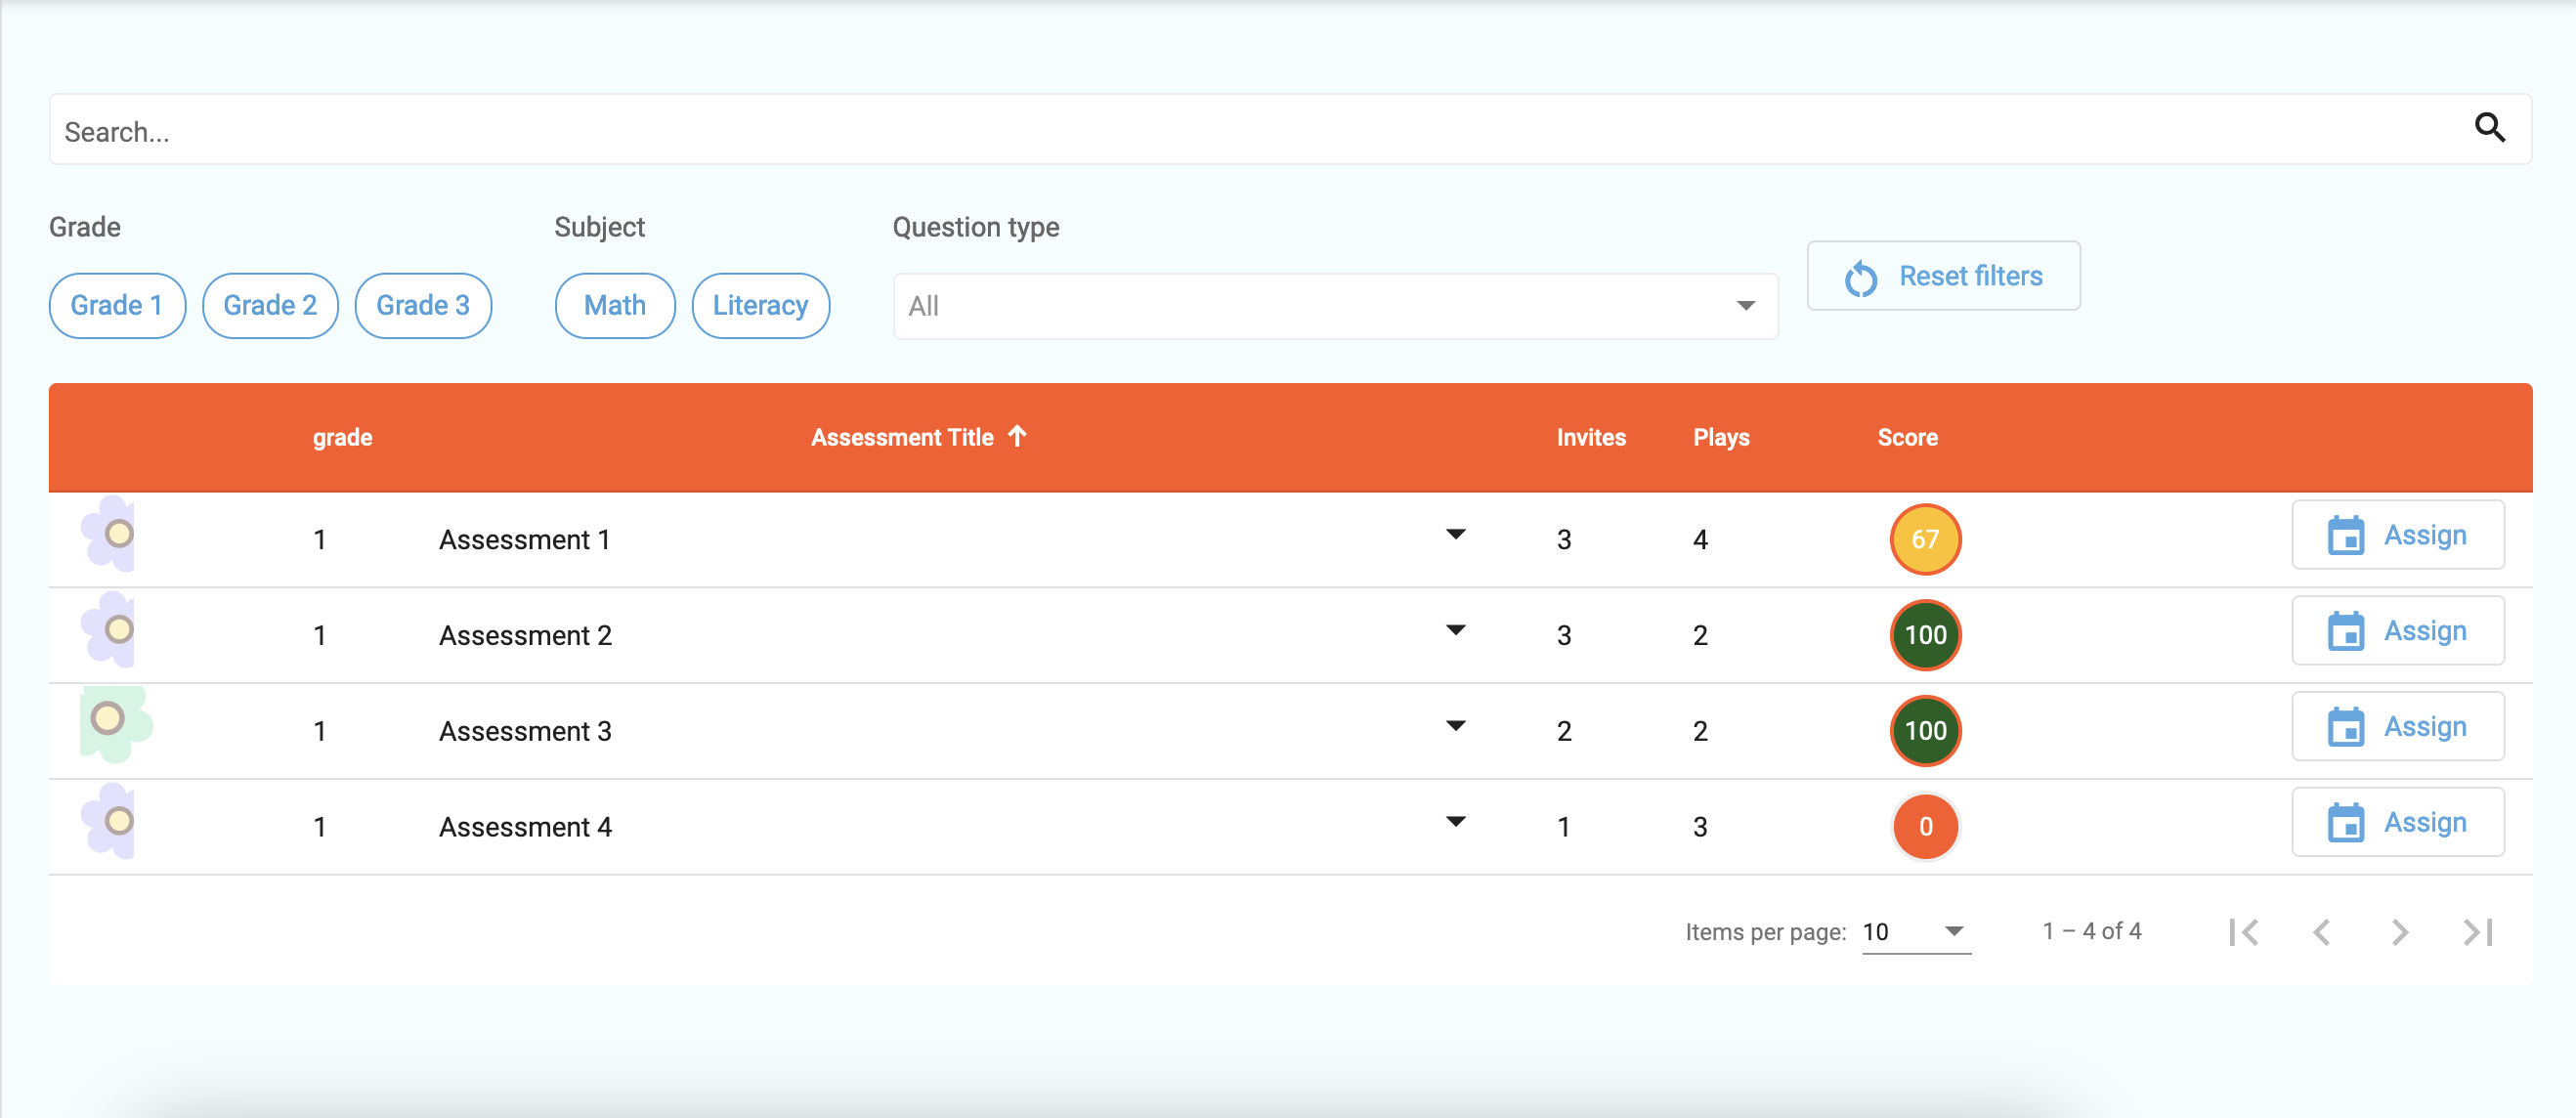 Search...
Grade Subject Question type
Grade 1 Grade 2 Grade 3 Math Literacy All Reset filters
grade Assessment Title Invites Plays Score
1 Assessment 1 3 4 67 Assign
1 Assessment 2 3 2 100 Assign
1 Assessment 3 2 2 100 Assign
1 Assessment 4 1 3 0 Assign
Items per page: 10 1 – 4 of 4